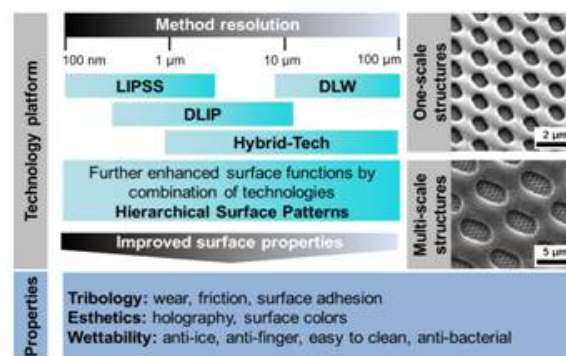 Method resolution
100 nm 1 µm 10 µm 100 µm
LIPSS DLW
DLIP
Hybrid-Tech
Further enhanced surface functions by
combination of technologies
Hierarchical Surface Patterns
Improved surface properties
Technology platform
One-scale
structures
2 µm
Multi-scale
structures
5 µm
Properties
Tribology: wear, friction, surface adhesion
Esthetics: holography, surface colors
Wettability: anti-ice, anti-finger, easy to clean, anti-bacterial